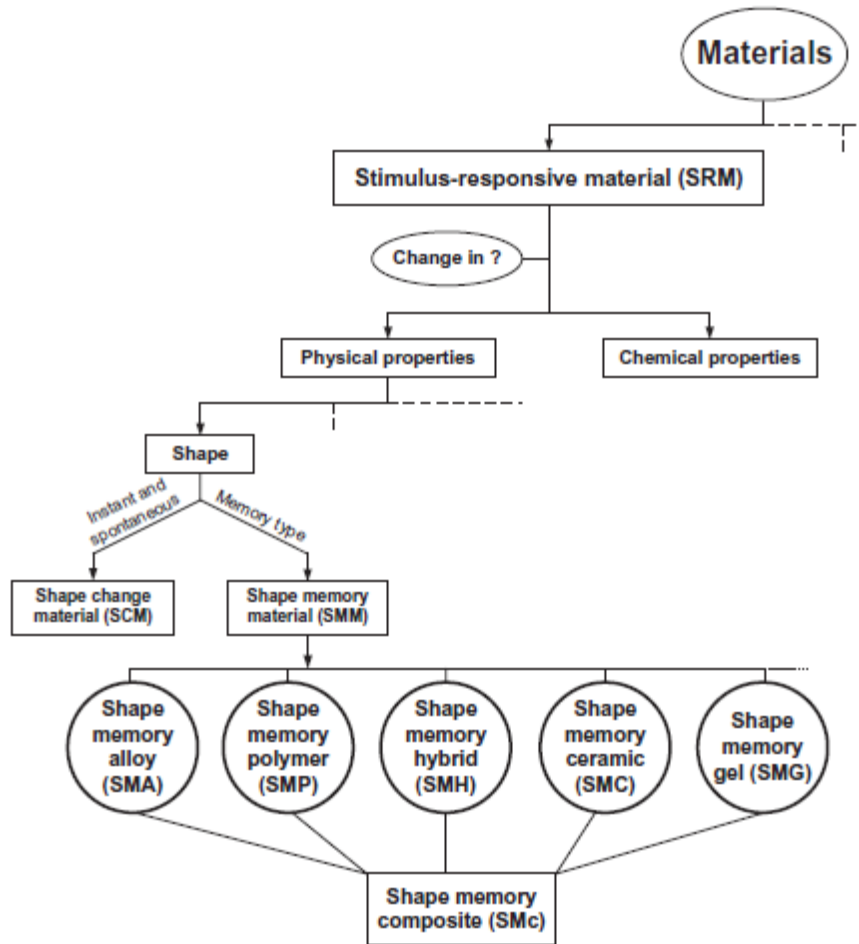 Materials
Stimulus-responsive material (SRM)
Change in ?
Physical properties
Chemical properties
Shape
Instant and
spontaneous
Memory type
Shape change
material (SCM)
Shape memory
material (SMM)
Shape
memory
alloy
(SMA)
Shape
memory
polymer
(SMP)
Shape
memory
hybrid
(SMH)
Shape
memory
ceramic
(SMC)
Shape
memory
gel (SMG)
Shape memory
composite (SMc)